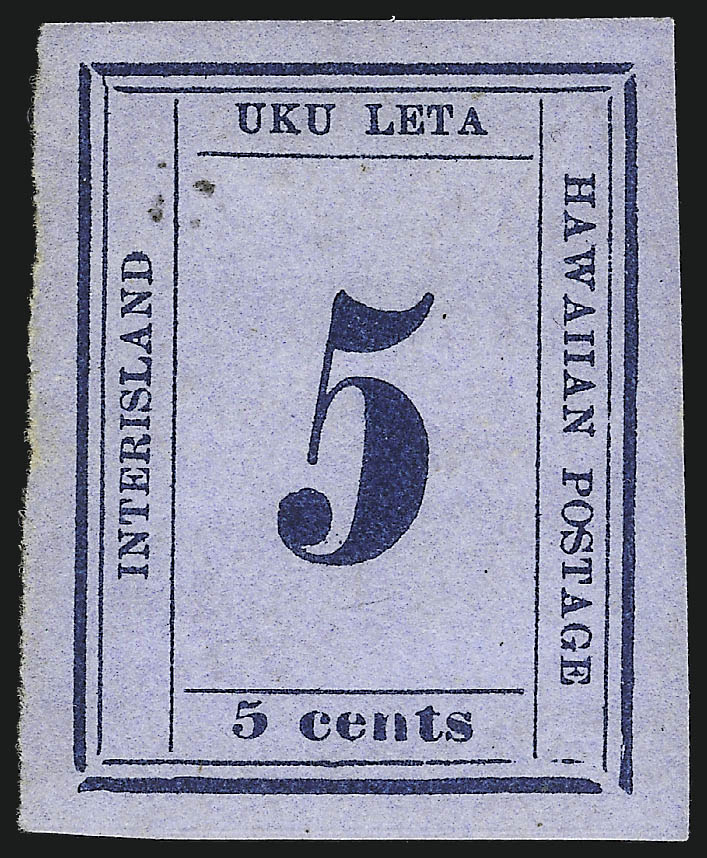 UKU LETA
INTERISLAND
HAWAIIAN POSTAGE
5
5 cents